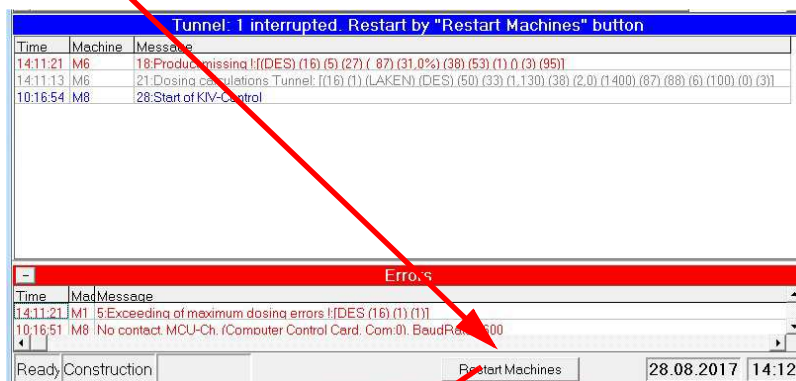 Tunnel: 1 interrupted. Restart by "Restart Machines" button
Time Machine Message
14:11:21 M6 18:Product missing !:[(DES) (16) (5) (27) ( 87) (31,0%) (38) (53) (1) () (3) (95)]
14:11:13 M6 21:Dosing calculations Tunnel: [(16) (1) (LAKEN) (DES) (50) (33) (1,130) (38) (2,0) (1400) (87) (88) (6) (100) (0) (3)]
10:16:54 M8 28:Start of KIV-Control
- Errors
Time Mac Message
14:11:21 M1 5:Exceeding of maximum dosing errors !:[DES (16) (1) (1)]
10:16:51 M8 No contact. MCU-Ch. (Computer Control Card. Com:0).
Ready Construction Restart Machines 28.08.2017 14:12